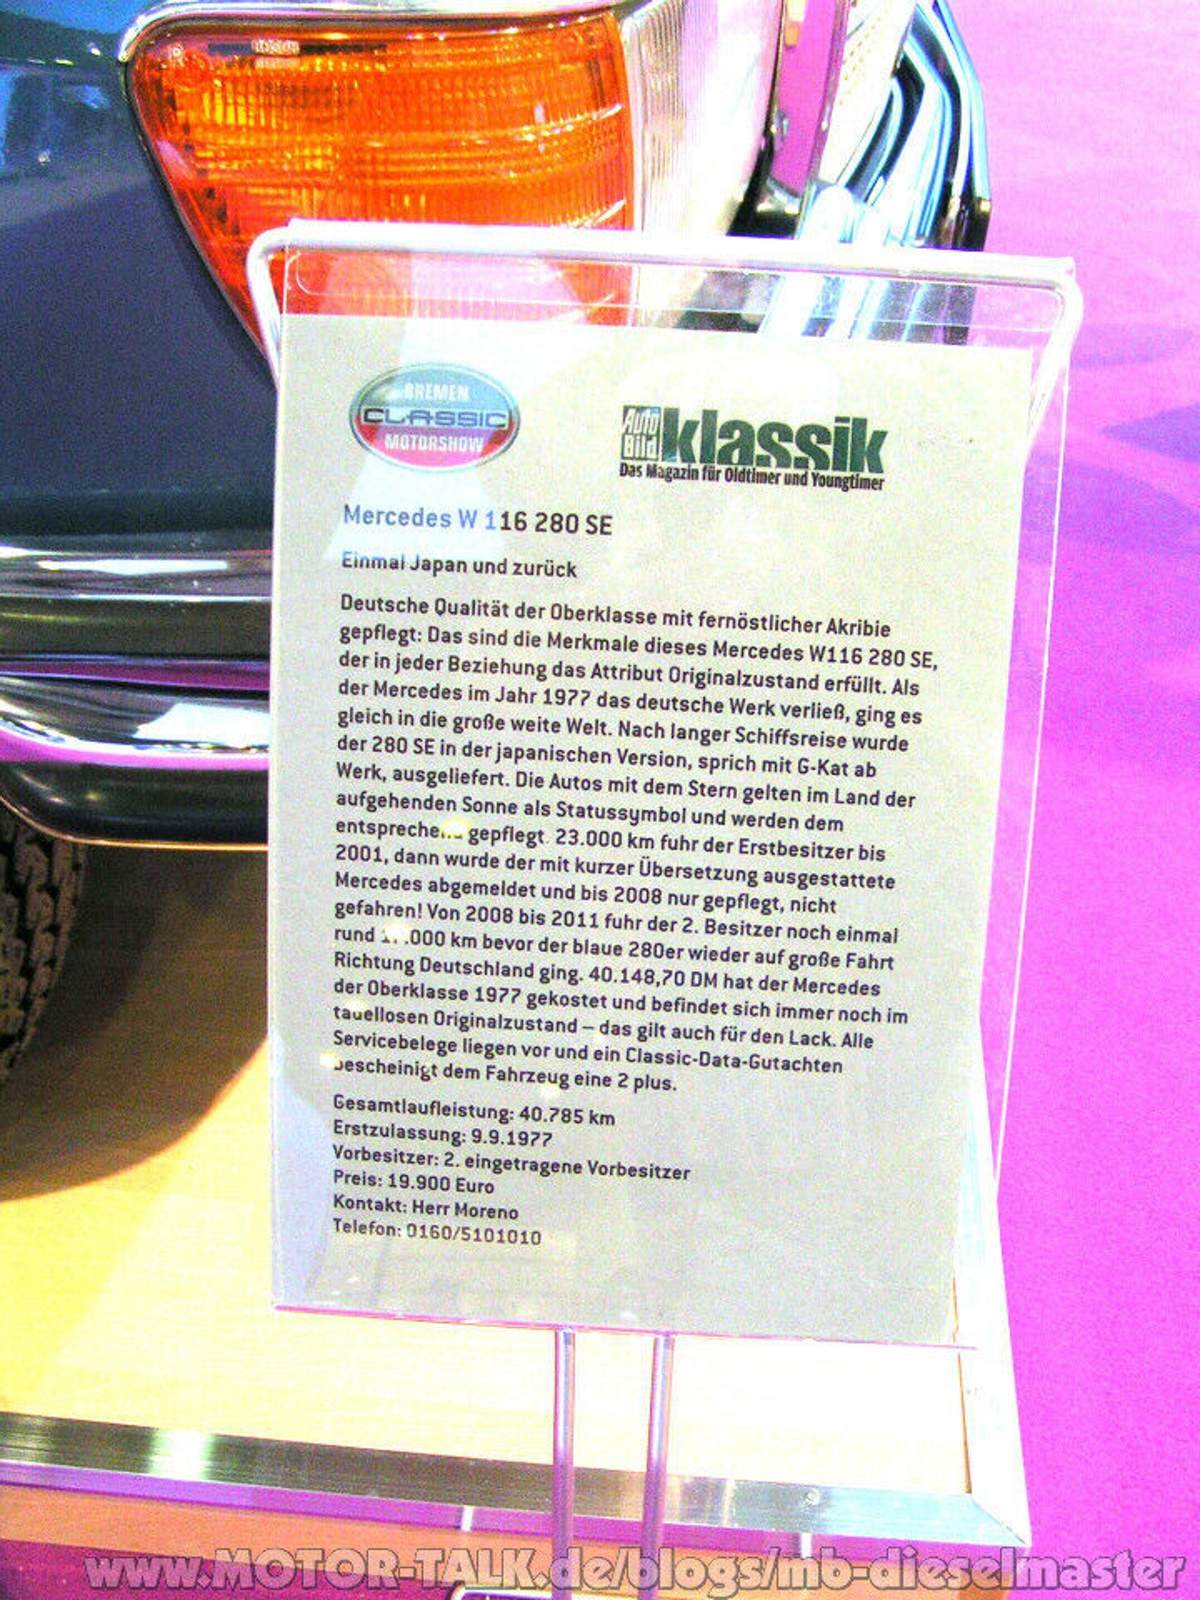 BREMEN
CLASSIC
MOTORSHOW
Auto Bild klassik
Das Magazin für Oldtimer und Youngtimer
Mercedes W 116 280 SE
Einmal Japan und zurück
Deutsche Qualität der Oberklasse mit fernöstlicher Akribie
gepflegt: Das sind die Merkmale dieses Mercedes W116 280 SE,
der in jeder Beziehung das Attribut Originalzustand erfüllt. Als
der Mercedes im Jahr 1977 das deutsche Werk verließ, ging es
gleich in die große weite Welt. Nach langer Schiffsreise wurde
der 280 SE in der japanischen Version, sprich mit G-Kat ab
Werk, ausgeliefert. Die Autos mit dem Stern gelten im Land der
aufgehenden Sonne als Statussymbol und werden dem
entsprechend gepflegt. 23.000 km fuhr der Erstbesitzer bis
2001, dann wurde der mit kurzer Übersetzung ausgestattete
Mercedes abgemeldet und bis 2008 nur gepflegt, nicht
gefahren! Von 2008 bis 2011 fuhr der 2. Besitzer noch einmal
rund km bevor der blaue 280er wieder auf große Fahrt
Richtung Deutschland ging. 40.148,70 DM hat der Mercedes
der Oberklasse 1977 gekostet und befindet sich immer noch im
tadellosen Originalzustand – das gilt auch für den Lack. Alle
Servicebelege liegen vor und ein Classic-Data-Gutachten
bescheinigt dem Fahrzeug eine 2 plus.
Gesamtlaufleistung: 40.785 km
Erstzulassung: 9.9.1977
Vorbesitzer: 2. eingetragene Vorbesitzer
Preis: 19.900 Euro
Kontakt: Herr Moreno
Telefon: 0160/5101010
www.MOTOR-TALK.de/blogs/mb-dieselmaster